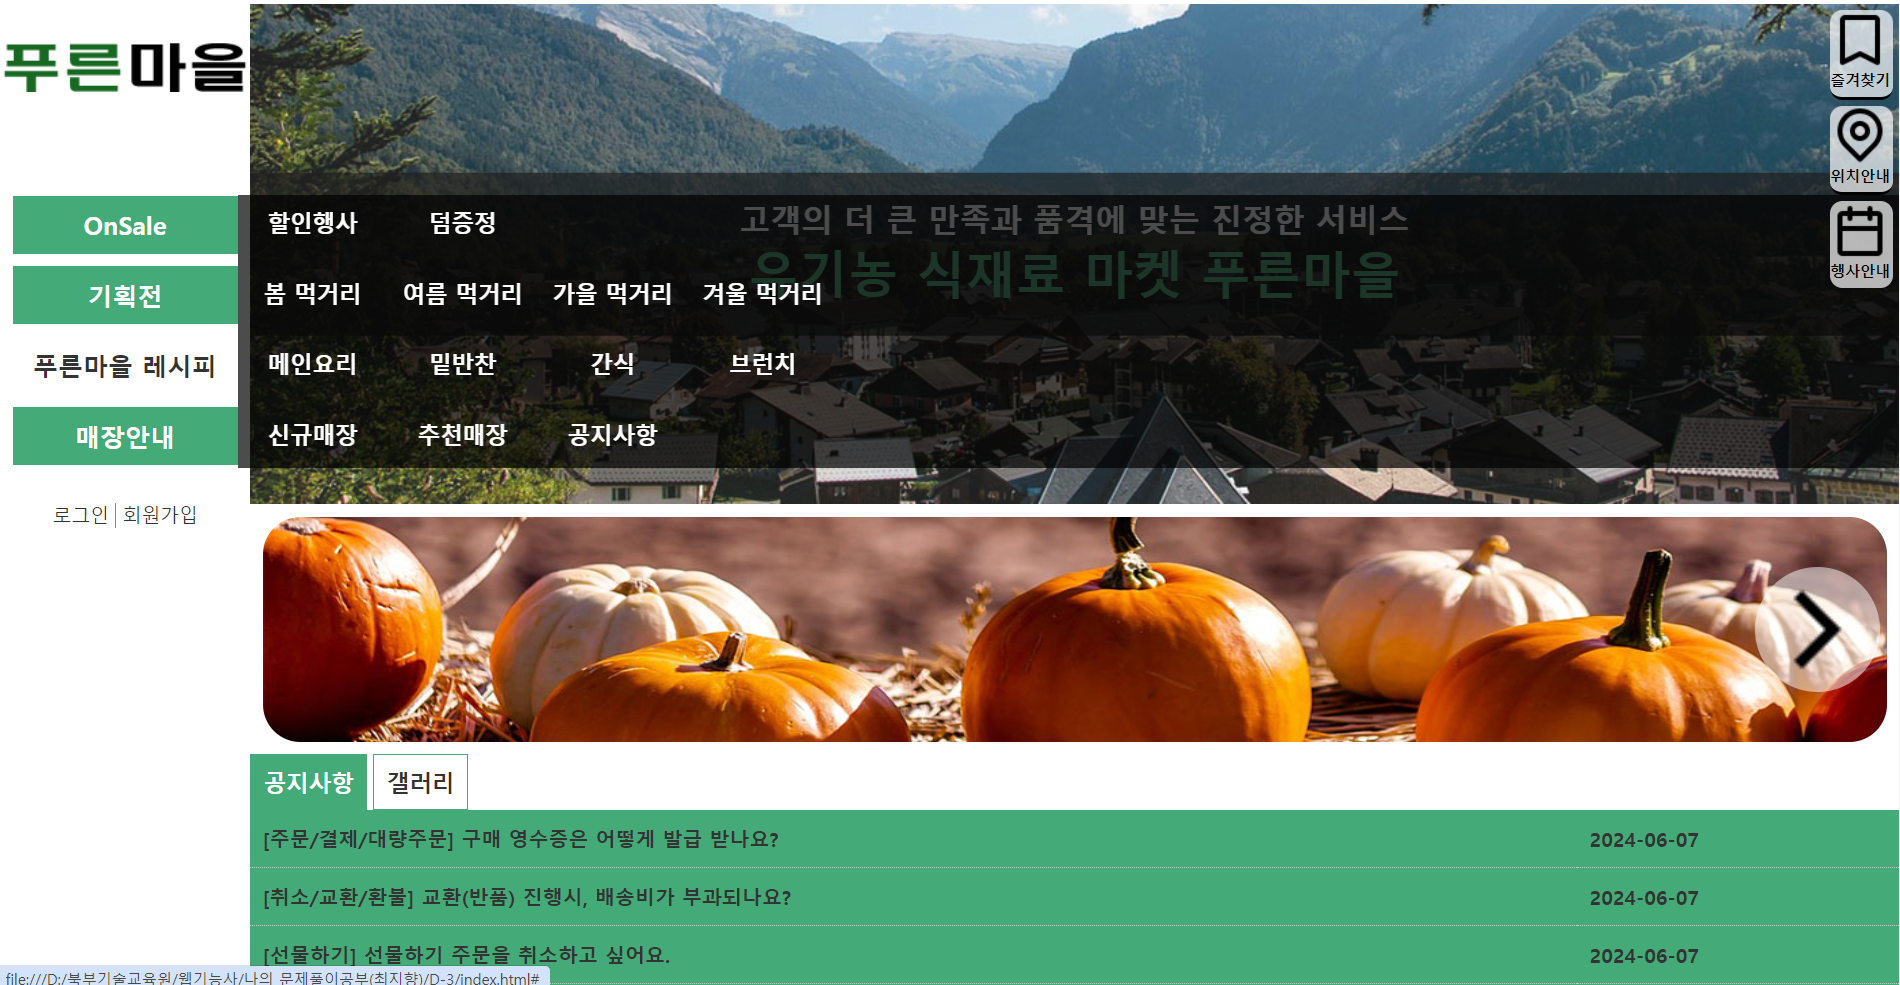 푸른마을
즐겨찾기
위치안내
행사안내
OnSale
할인행사 덤증정
고객의 더 큰 만족과 품격에 맞는 진정한 서비스
유기농 식재료 마켓 푸른마을
기획전
봄 먹거리 여름 먹거리 가을 먹거리 겨울 먹거리
푸른마을 레시피
메인요리 밑반찬 간식 브런치
매장안내
신규매장 추천매장 공지사항
로그인 회원가입
공지사항 갤러리
[주문/결제/대량주문] 구매 영수증은 어떻게 발급 받나요? 2024-06-07
[취소/교환/환불] 교환(반품) 진행시, 배송비가 부과되나요? 2024-06-07
[선물하기] 선물하기 주문을 취소하고 싶어요. 2024-06-07
file:///D:/북부기술교육원/웹기능사/나의 문제풀이공부(최지향)/D-3/index.html#